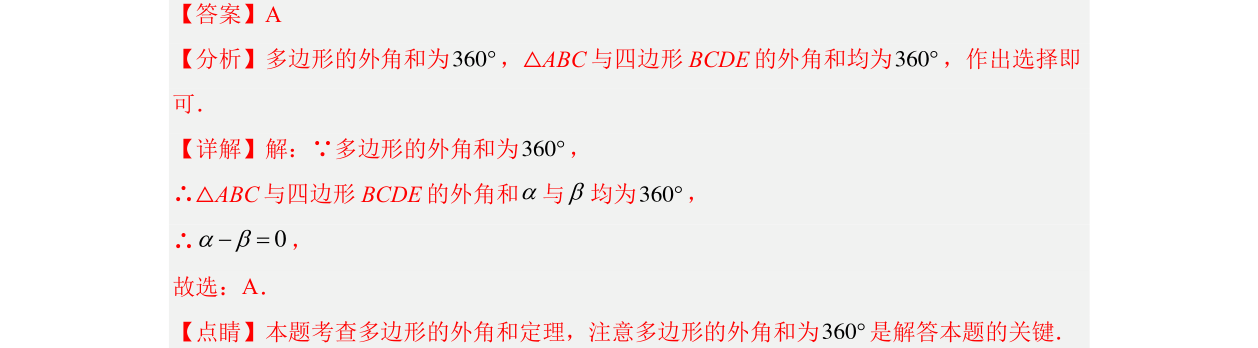 【答案】A
【分析】多边形的外角和为360°，△ABC与四边形BCDE的外角和均为360°，作出选择即
可．
【详解】解：∵多边形的外角和为360°，
∴△ABC与四边形BCDE的外角和α与β均为360°，
∴α−β=0，
故选：A．
【点睛】本题考查多边形的外角和定理，注意多边形的外角和为360°是解答本题的关键．